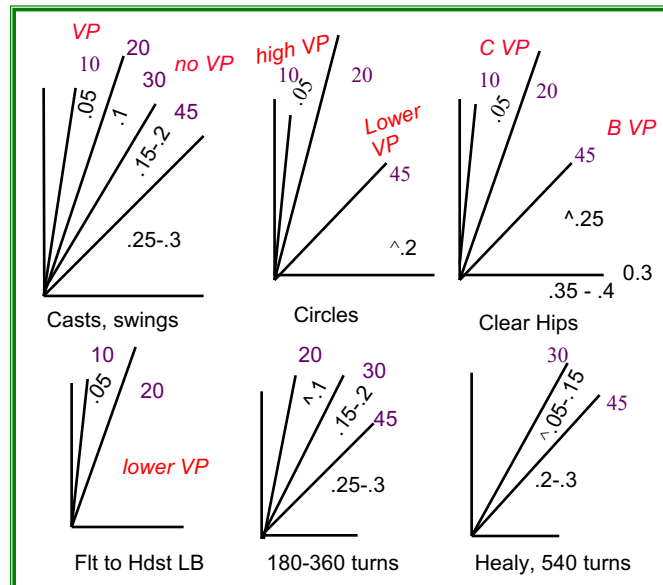 VP
10
20
30
no VP
45
.05
.1
.15-.2
.25-.3
Casts, swings
high VP
10
.05
20
Lower
VP
45
^.2
Circles
C VP
10
.05
20
B VP
45
^.25
0.3
.35 - .4
Clear Hips
10
.05
20
lower VP
Flt to Hdst LB
20
^.1
30
.15-.2
45
.25-.3
180-360 turns
30
^.05-.15
45
.2-.3
Healy, 540 turns